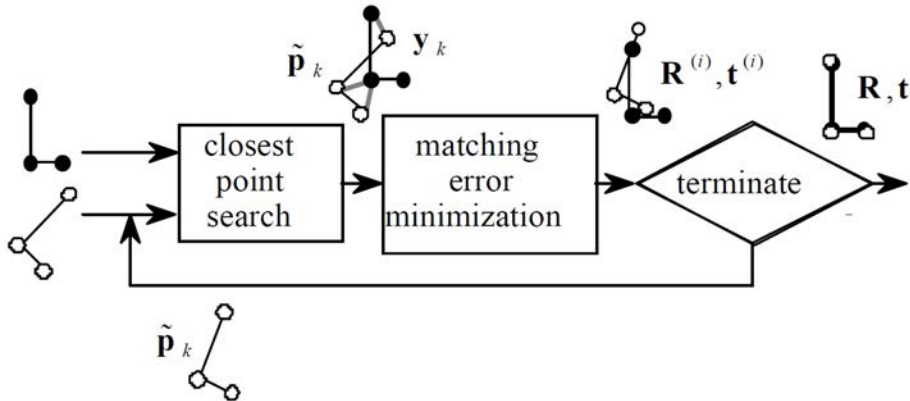 p̃ k
y k
R (i) , t (i)
R , t
closest
point
search
matching
error
minimization
terminate
p̃ k